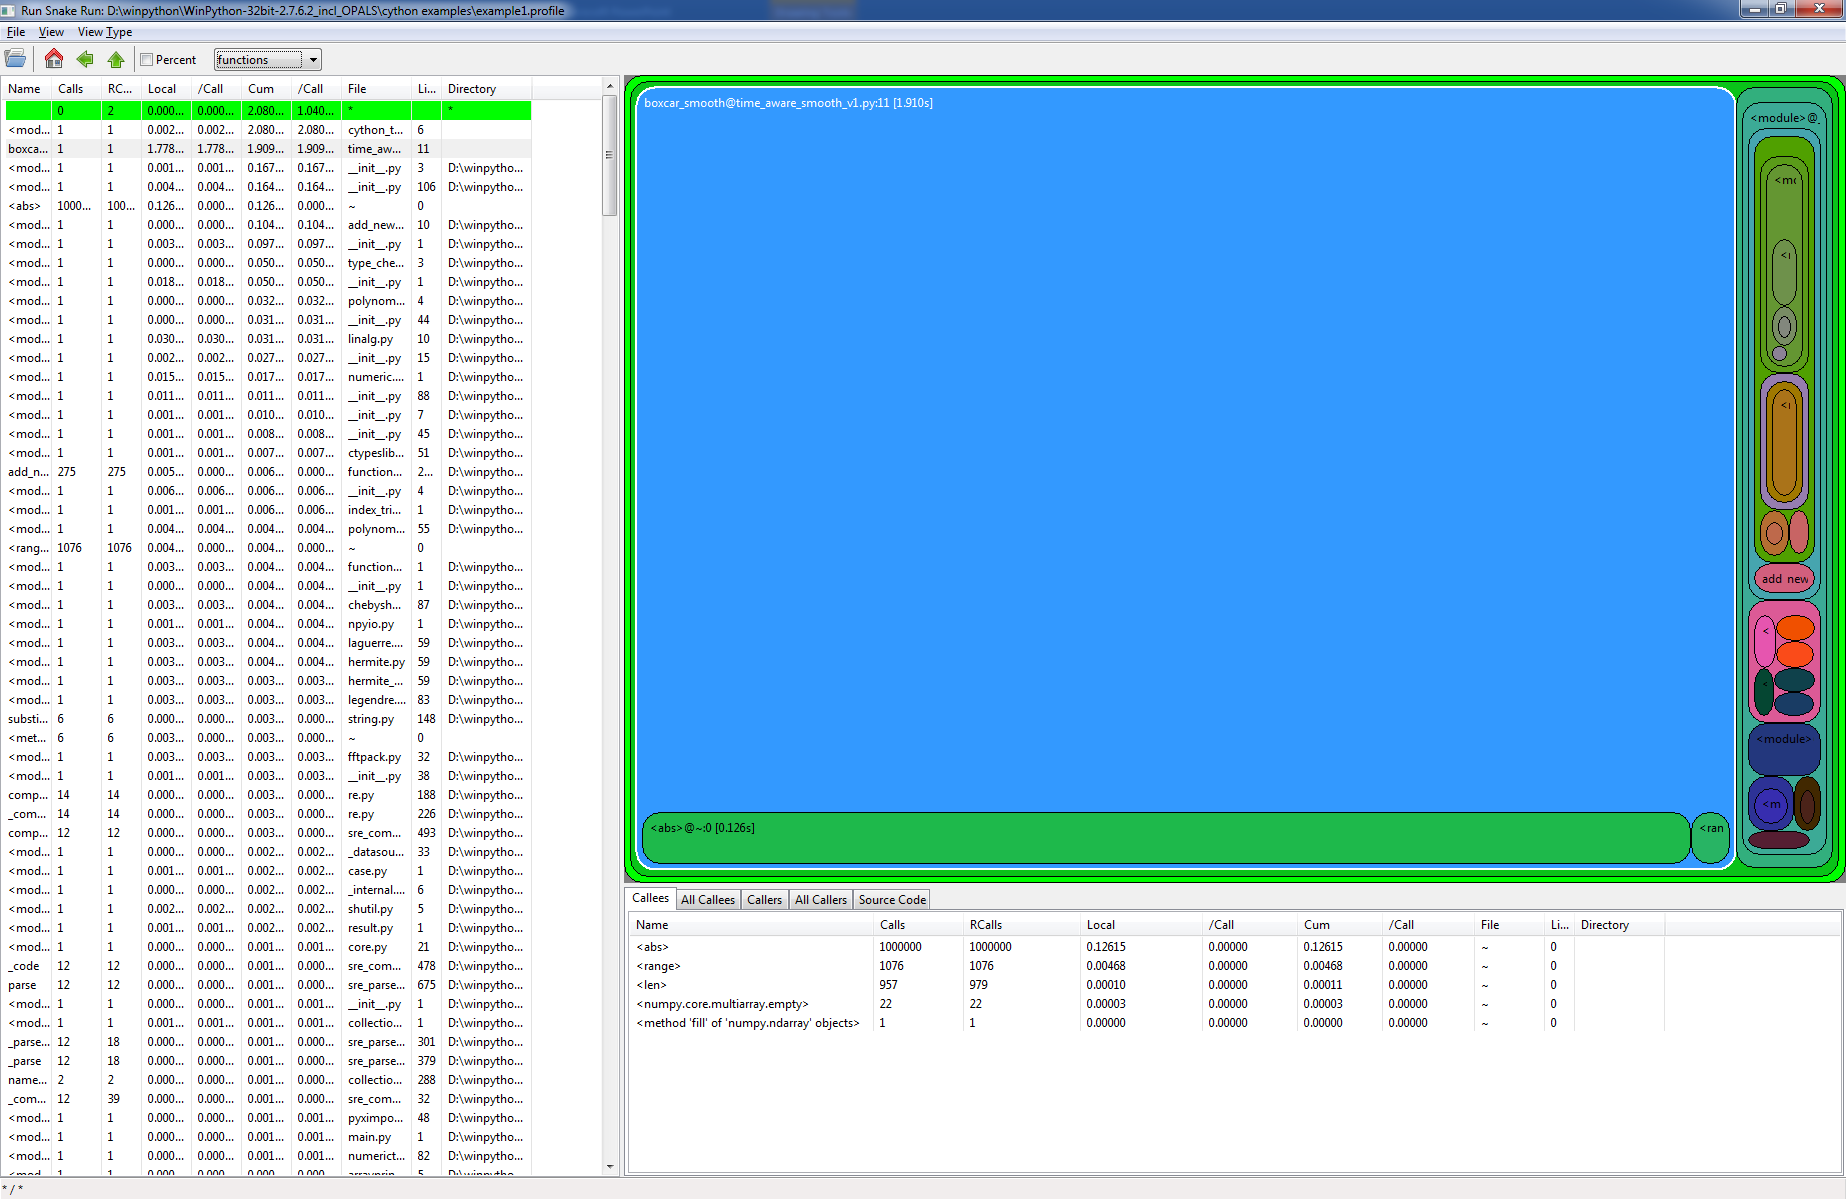 Run Snake Run: D:\winpython\WinPython-32bit-2.7.6.2_incl_OPALS\cython examples\example1.profile
File View View Type
Percent functions
Name Calls RC... Local /Call Cum /Call File Li... Directory
0 2 0.000... 0.000... 2.080... 1.040... * *
<mod... 1 1 0.002... 0.002... 2.080... 2.080... cython_t... 6
boxca... 1 1 1.778... 1.778... 1.909... 1.909... time_aw... 11
<mod... 1 1 0.001... 0.001... 0.167... 0.167... __init__.py 3 D:\winpytho...
<mod... 1 1 0.004... 0.004... 0.164... 0.164... __init__.py 106 D:\winpytho...
<abs> 1000... 100... 0.126... 0.000... 0.126... 0.000... ~ 0
<mod... 1 1 0.000... 0.000... 0.104... 0.104... add_new... 10 D:\winpytho...
<mod... 1 1 0.003... 0.003... 0.097... 0.097... __init__.py 1 D:\winpytho...
<mod... 1 1 0.000... 0.000... 0.050... 0.050... type_che... 3 D:\winpytho...
<mod... 1 1 0.018... 0.018... 0.050... 0.050... __init__.py 1 D:\winpytho...
<mod... 1 1 0.000... 0.000... 0.032... 0.032... polynom... 4 D:\winpytho...
<mod... 1 1 0.000... 0.000... 0.031... 0.031... __init__.py 44 D:\winpytho...
<mod... 1 1 0.030... 0.030... 0.031... 0.031... linalg.py 10 D:\winpytho...
<mod... 1 1 0.002... 0.002... 0.027... 0.027... __init__.py 15 D:\winpytho...
<mod... 1 1 0.015... 0.015... 0.017... 0.017... numeric.... 1 D:\winpytho...
<mod... 1 1 0.011... 0.011... 0.011... 0.011... __init__.py 88 D:\winpytho...
<mod... 1 1 0.001... 0.001... 0.010... 0.010... __init__.py 7 D:\winpytho...
<mod... 1 1 0.001... 0.001... 0.008... 0.008... __init__.py 45 D:\winpytho...
<mod... 1 1 0.001... 0.001... 0.007... 0.007... ctypeslib... 51 D:\winpytho...
add_n... 275 275 0.005... 0.000... 0.006... 0.000... function... 2... D:\winpytho...
<mod... 1 1 0.006... 0.006... 0.006... 0.006... __init__.py 4 D:\winpytho...
<mod... 1 1 0.001... 0.001... 0.006... 0.006... index_tri... 1 D:\winpytho...
<mod... 1 1 0.004... 0.004... 0.004... 0.004... polynom... 55 D:\winpytho...
<rang... 1076 1076 0.004... 0.000... 0.004... 0.000... ~ 0
<mod... 1 1 0.003... 0.003... 0.004... 0.004... function... 1 D:\winpytho...
<mod... 1 1 0.000... 0.000... 0.004... 0.004... __init__.py 1 D:\winpytho...
<mod... 1 1 0.003... 0.003... 0.004... 0.004... chebysh... 87 D:\winpytho...
<mod... 1 1 0.001... 0.001... 0.004... 0.004... npyio.py 1 D:\winpytho...
<mod... 1 1 0.003... 0.003... 0.004... 0.004... laguerre.... 59 D:\winpytho...
<mod... 1 1 0.003... 0.003... 0.004... 0.004... hermite.py 59 D:\winpytho...
<mod... 1 1 0.003... 0.003... 0.003... 0.003... hermite_... 59 D:\winpytho...
<mod... 1 1 0.003... 0.003... 0.003... 0.003... legendre.... 83 D:\winpytho...
substi... 6 6 0.000... 0.000... 0.003... 0.000... string.py 148 D:\winpytho...
<met... 6 6 0.003... 0.000... 0.003... 0.000... ~ 0
<mod... 1 1 0.003... 0.003... 0.003... 0.003... fftpack.py 32 D:\winpytho...
<mod... 1 1 0.001... 0.001... 0.003... 0.003... __init__.py 38 D:\winpytho...
comp... 14 14 0.000... 0.000... 0.003... 0.000... re.py 188 D:\winpytho...
_com... 14 14 0.000... 0.000... 0.003... 0.000... re.py 226 D:\winpytho...
comp... 12 12 0.000... 0.000... 0.003... 0.000... sre_com... 493 D:\winpytho...
<mod... 1 1 0.000... 0.000... 0.002... 0.002... _datasou... 33 D:\winpytho...
<mod... 1 1 0.001... 0.001... 0.002... 0.002... case.py 1 D:\winpytho...
<mod... 1 1 0.000... 0.000... 0.002... 0.002... _internal.... 6 D:\winpytho...
<mod... 1 1 0.002... 0.002... 0.002... 0.002... shutil.py 5 D:\winpytho...
<mod... 1 1 0.001... 0.001... 0.002... 0.002... result.py 1 D:\winpytho...
<mod... 1 1 0.000... 0.000... 0.001... 0.001... core.py 21 D:\winpytho...
_code 12 12 0.000... 0.000... 0.001... 0.000... sre_com... 478 D:\winpytho...
parse 12 12 0.000... 0.000... 0.001... 0.000... sre_parse... 675 D:\winpytho...
<mod... 1 1 0.000... 0.000... 0.001... 0.001... __init__.py 1 D:\winpytho...
<mod... 1 1 0.001... 0.001... 0.001... 0.001... collectio... 1 D:\winpytho...
_parse... 12 18 0.000... 0.000... 0.001... 0.000... sre_parse... 301 D:\winpytho...
_parse 12 18 0.000... 0.000... 0.001... 0.000... sre_parse... 379 D:\winpytho...
name... 2 2 0.000... 0.000... 0.001... 0.000... collectio... 288 D:\winpytho...
_com... 12 39 0.000... 0.000... 0.001... 0.000... sre_com... 32 D:\winpytho...
<mod... 1 1 0.000... 0.000... 0.001... 0.001... pyximpo... 48 D:\winpytho...
<mod... 1 1 0.000... 0.000... 0.001... 0.001... main.py 1 D:\winpytho...
<mod... 1 1 0.000... 0.000... 0.001... 0.001... numerict... 82 D:\winpytho...
<mod... 1 1 0.000... 0.000... 0.001... 0.001... arrayprin... 5 D:\winpytho...
* / *
boxcar_smooth@time_aware_smooth_v1.py:11 [1.910s]
<abs>@~:0 [0.126s]
<ran
<module>@_
<mo
<i
<i
add_new
<
<
<module>
<m
Callees All Callees Callers All Callers Source Code
Name Calls RCalls Local /Call Cum /Call File Li... Directory
<abs> 1000000 1000000 0.12615 0.00000 0.12615 0.00000 ~ 0
<range> 1076 1076 0.00468 0.00000 0.00468 0.00000 ~ 0
<len> 957 979 0.00010 0.00000 0.00011 0.00000 ~ 0
<numpy.core.multiarray.empty> 22 22 0.00003 0.00000 0.00003 0.00000 ~ 0
<method 'fill' of 'numpy.ndarray' objects> 1 1 0.00000 0.00000 0.00000 0.00000 ~ 0